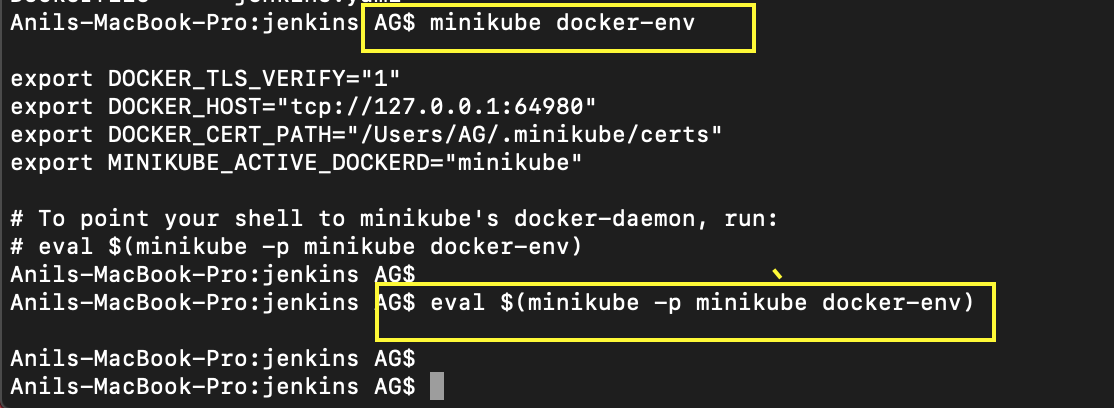 Anils-MacBook-Pro:jenkins AG$ minikube docker-env
export DOCKER_TLS_VERIFY="1"
export DOCKER_HOST="tcp://127.0.0.1:64980"
export DOCKER_CERT_PATH="/Users/AG/.minikube/certs"
export MINIKUBE_ACTIVE_DOCKERD="minikube"
# To point your shell to minikube's docker-daemon, run:
# eval $(minikube -p minikube docker-env)
Anils-MacBook-Pro:jenkins AG$
Anils-MacBook-Pro:jenkins AG$ eval $(minikube -p minikube docker-env)
Anils-MacBook-Pro:jenkins AG$
Anils-MacBook-Pro:jenkins AG$